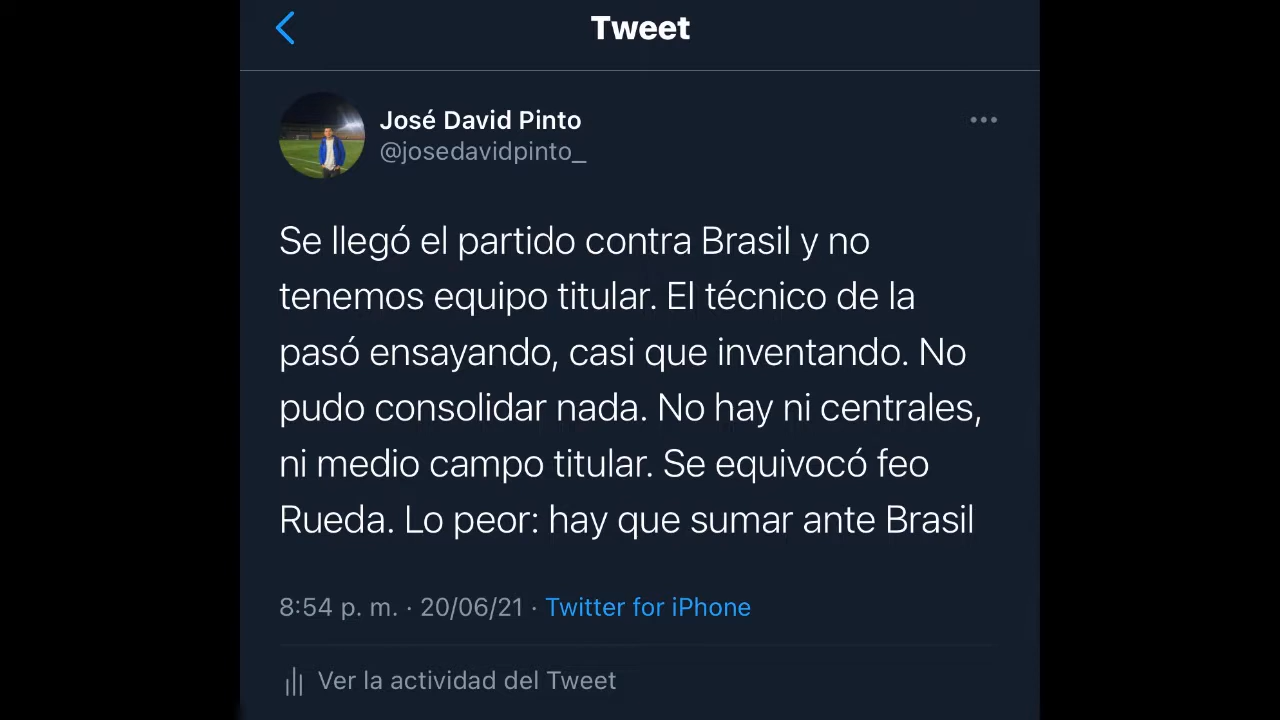 Tweet
José David Pinto
@josedavidpinto_
Se llegó el partido contra Brasil y no
tenemos equipo titular. El técnico de la
pasó ensayando, casi que inventando. No
pudo consolidar nada. No hay ni centrales,
ni medio campo titular. Se equivocó feo
Rueda. Lo peor: hay que sumar ante Brasil
8:54 p. m. · 20/06/21 · Twitter for iPhone
Ver la actividad del Tweet